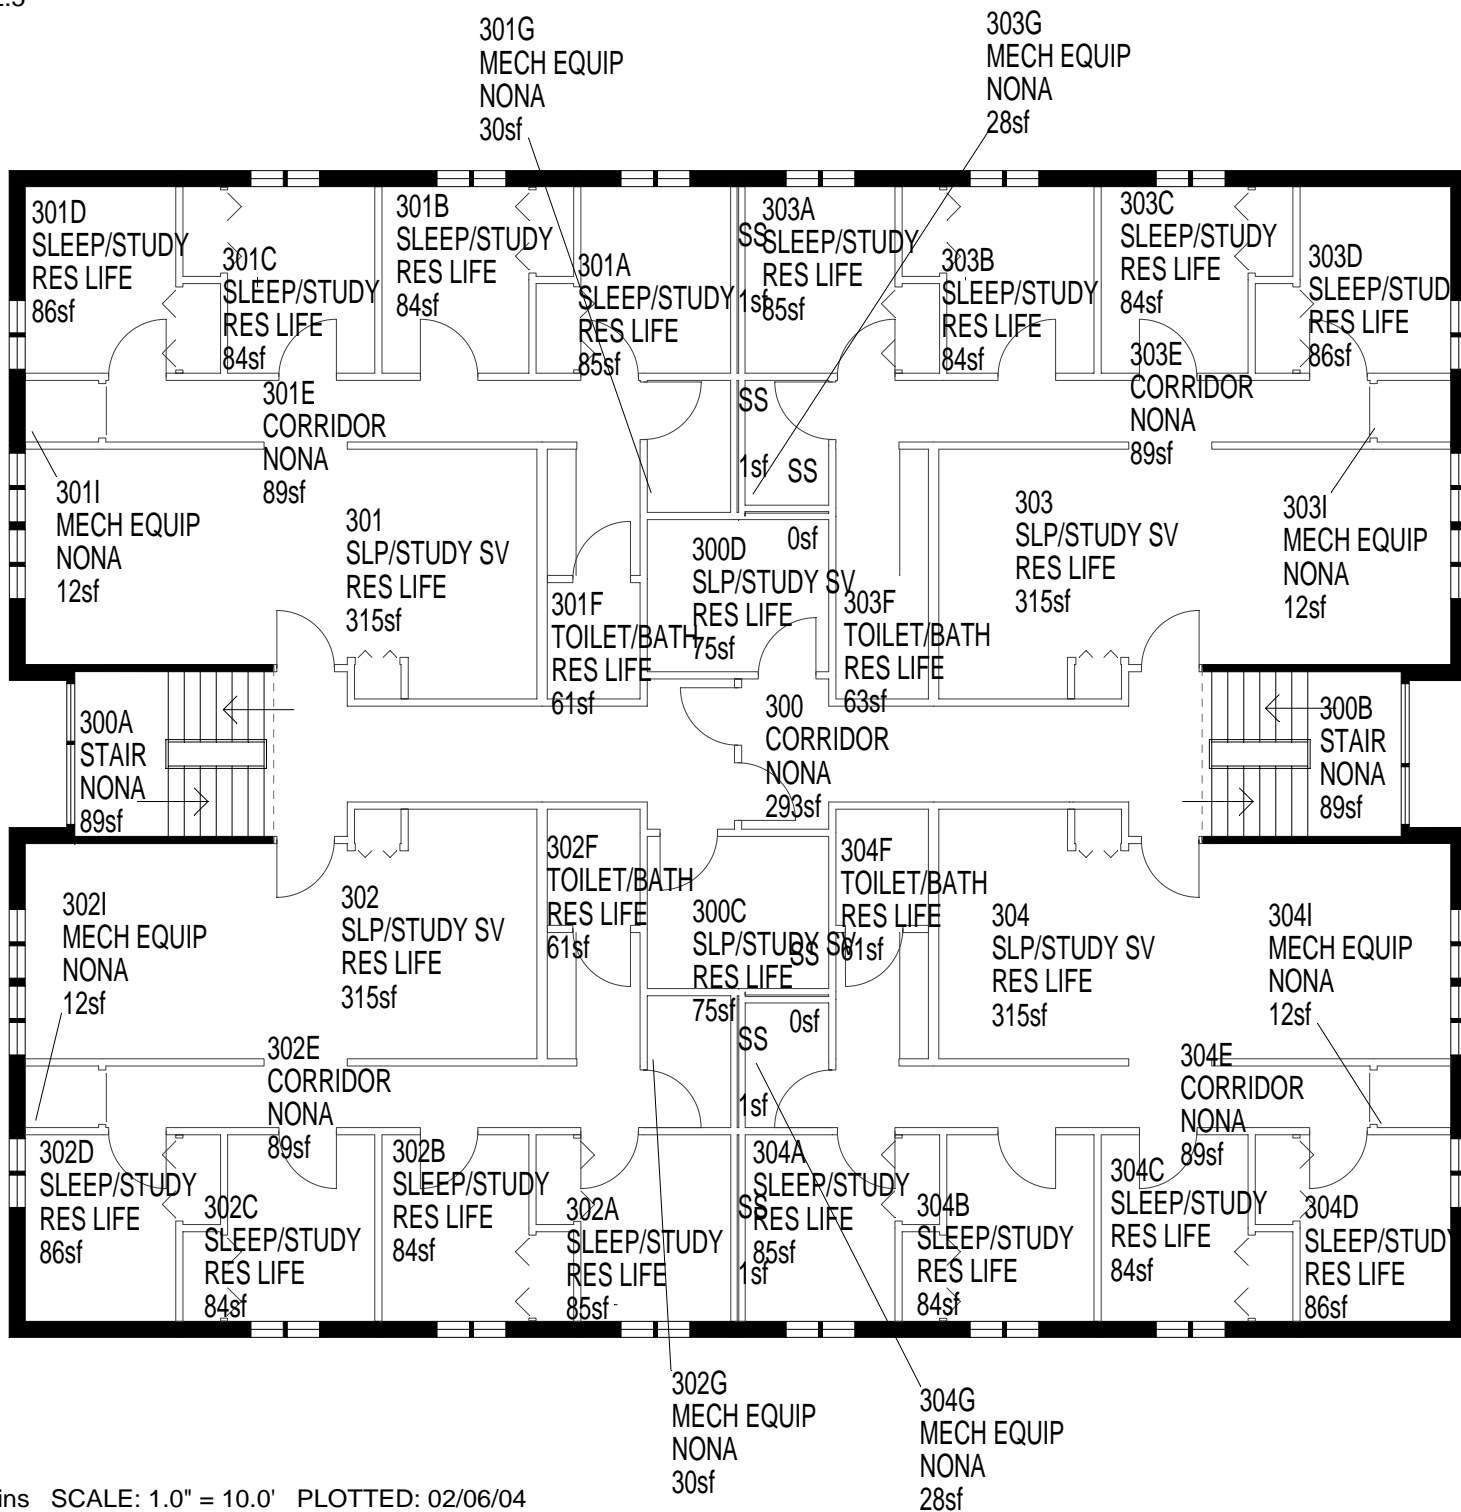 301G
MECH EQUIP
NONA
30sf
303G
MECH EQUIP
NONA
28sf
301D
SLEEP/STUDY
RES LIFE
86sf
301C
SLEEP/STUDY
RES LIFE
84sf
301B
SLEEP/STUDY
RES LIFE
84sf
301A
SLEEP/STUDY
RES LIFE
85sf
SS
1sf
303A
SLEEP/STUDY
RES LIFE
85sf
303B
SLEEP/STUDY
RES LIFE
84sf
303C
SLEEP/STUDY
RES LIFE
84sf
303D
SLEEP/STUD
RES LIFE
86sf
301E
CORRIDOR
NONA
89sf
SS
1sf
SS
0sf
303E
CORRIDOR
NONA
89sf
301I
MECH EQUIP
NONA
12sf
301
SLP/STUDY SV
RES LIFE
315sf
301F
TOILET/BATH
RES LIFE
61sf
300D
SLP/STUDY SV
RES LIFE
75sf
303F
TOILET/BATH
RES LIFE
63sf
303
SLP/STUDY SV
RES LIFE
315sf
303I
MECH EQUIP
NONA
12sf
300A
STAIR
NONA
89sf
300
CORRIDOR
NONA
293sf
300B
STAIR
NONA
89sf
302I
MECH EQUIP
NONA
12sf
302
SLP/STUDY SV
RES LIFE
315sf
302F
TOILET/BATH
RES LIFE
61sf
300C
SLP/STUDY SV
RES LIFE
75sf
SS
0sf
304F
TOILET/BATH
RES LIFE
61sf
304
SLP/STUDY SV
RES LIFE
315sf
304I
MECH EQUIP
NONA
12sf
302E
CORRIDOR
NONA
89sf
SS
1sf
304E
CORRIDOR
NONA
89sf
302D
SLEEP/STUDY
RES LIFE
86sf
302C
SLEEP/STUDY
RES LIFE
84sf
302B
SLEEP/STUDY
RES LIFE
84sf
302A
SLEEP/STUDY
RES LIFE
85sf
SS
1sf
304A
SLEEP/STUDY
RES LIFE
85sf
304B
SLEEP/STUDY
RES LIFE
84sf
304C
SLEEP/STUDY
RES LIFE
84sf
304D
SLEEP/STUDY
RES LIFE
86sf
302G
MECH EQUIP
NONA
30sf
304G
MECH EQUIP
NONA
28sf
ins SCALE: 1.0" = 10.0' PLOTTED: 02/06/04